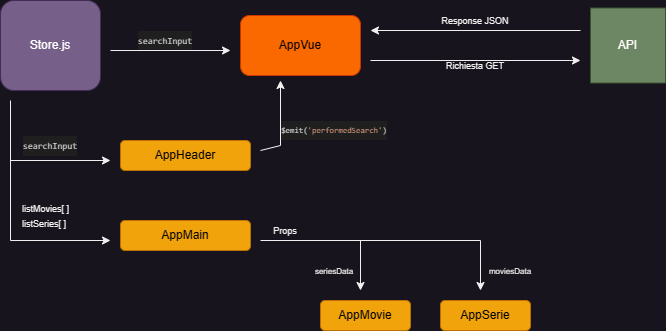 Response JSON
Store.js
searchInput
AppVue
API
Richiesta GET
$emit('performedSearch')
searchInput
AppHeader
listMovies[ ]
listSeries[ ]
AppMain
Props
seriesData
moviesData
AppMovie
AppSerie